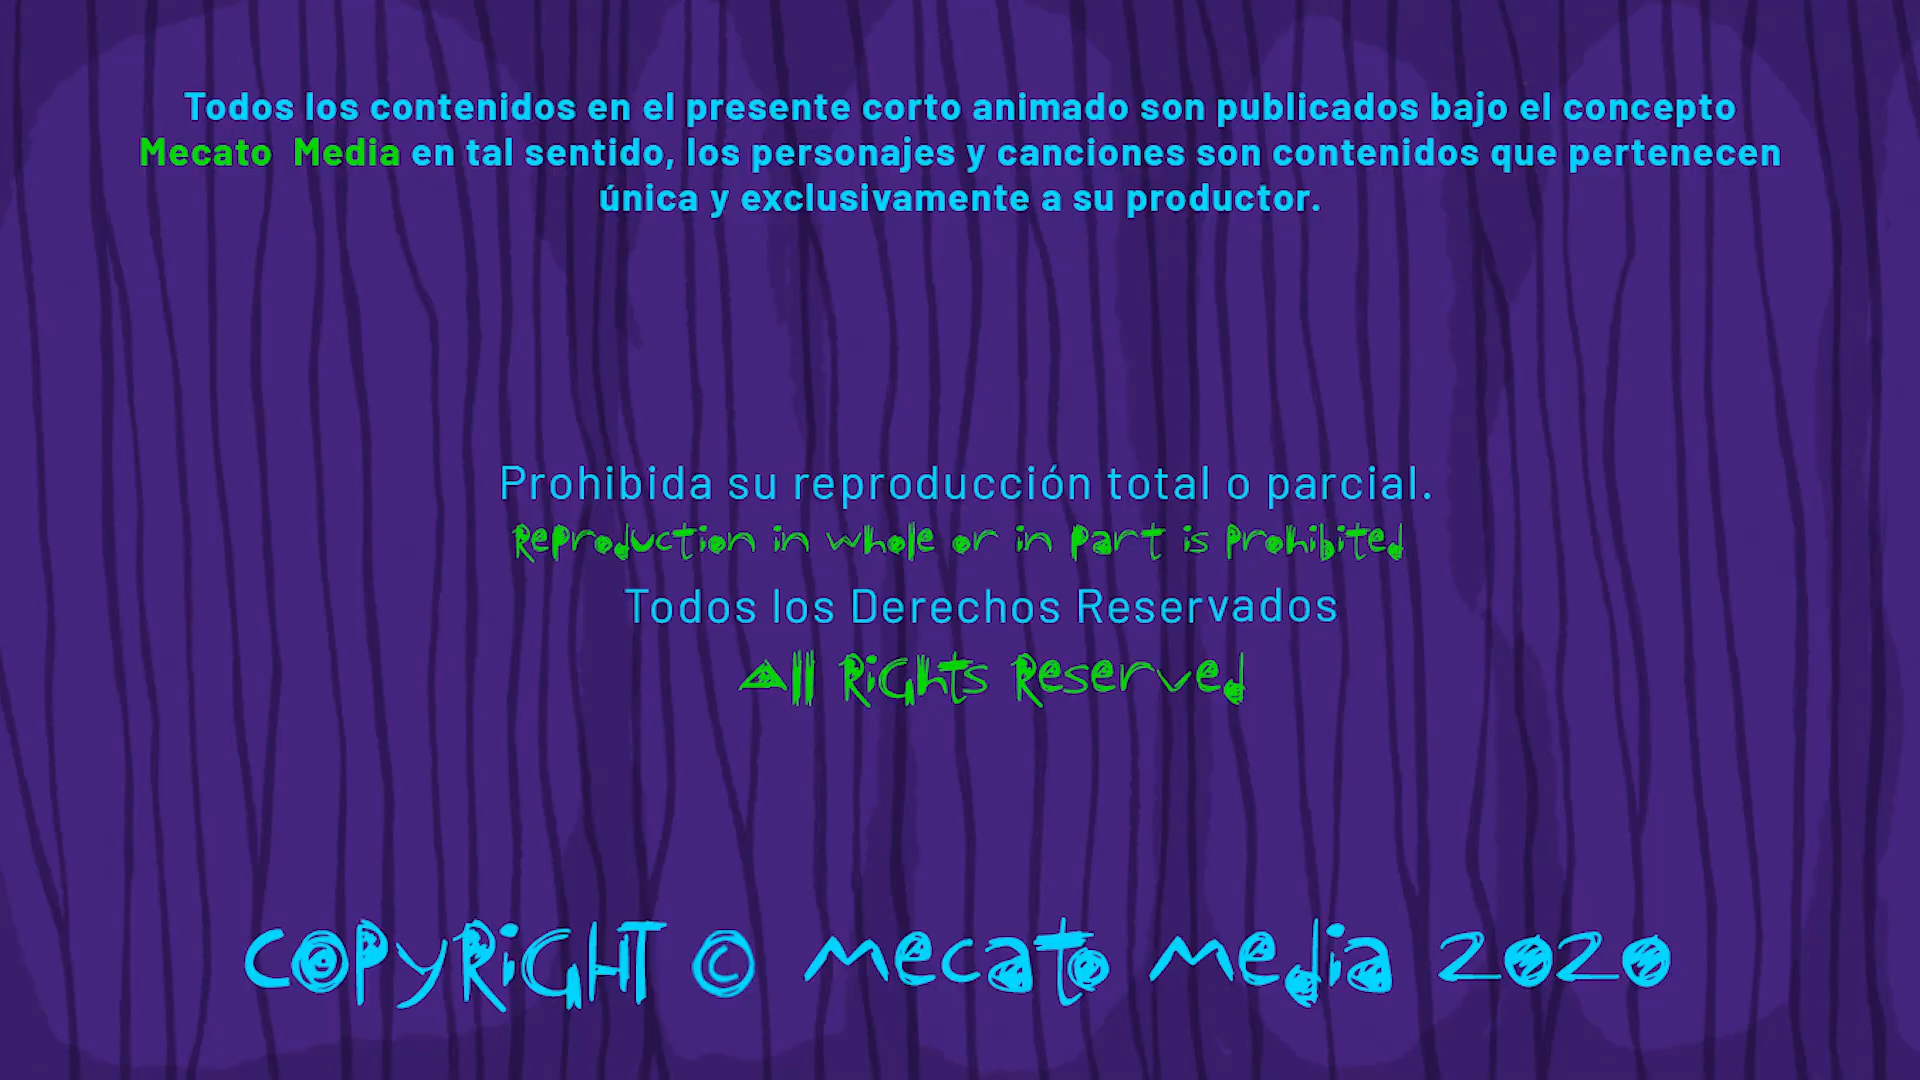 Todos los contenidos en el presente corto animado son publicados bajo el concepto
Mecato Media en tal sentido, los personajes y canciones son contenidos que pertenecen
única y exclusivamente a su productor.
Prohibida su reproducción total o parcial.
Reproduction in whole or in part is prohibited
Todos los Derechos Reservados
All Rights Reserved
COPYRIGHT © Mecato Media 2020